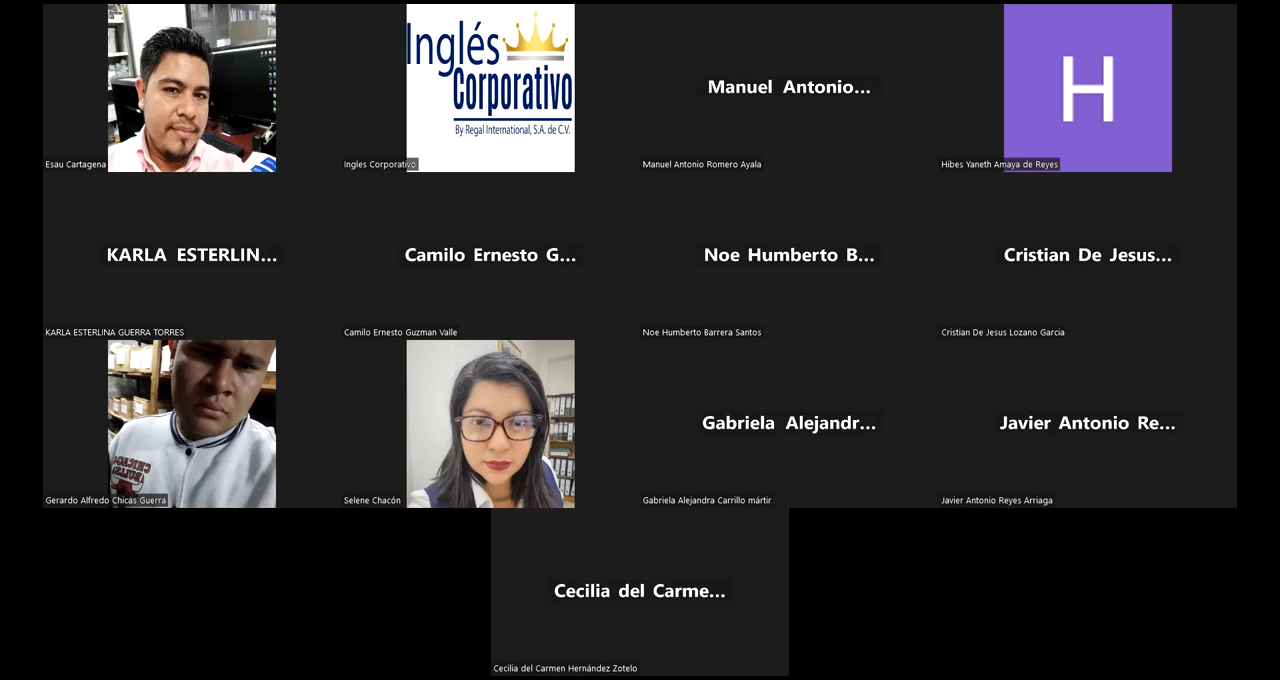 Esau Cartagena
Inglés
Corporativo
By Regal International, S.A. de C.V.
Ingles Corporativo
Manuel Antonio...
Manuel Antonio Romero Ayala
H
Hibes Yaneth Amaya de Reyes
KARLA ESTERLIN...
KARLA ESTERLINA GUERRA TORRES
Camilo Ernesto G...
Camilo Ernesto Guzman Valle
Noe Humberto B...
Noe Humberto Barrera Santos
Cristian De Jesus...
Cristian De Jesus Lozano Garcia
Gerardo Alfredo Chicas Guerra
Selene Chacón
Gabriela Alejandr...
Gabriela Alejandra Carrillo mártir
Javier Antonio Re...
Javier Antonio Reyes Arriaga
Cecilia del Carme...
Cecilia del Carmen Hernández Zotelo